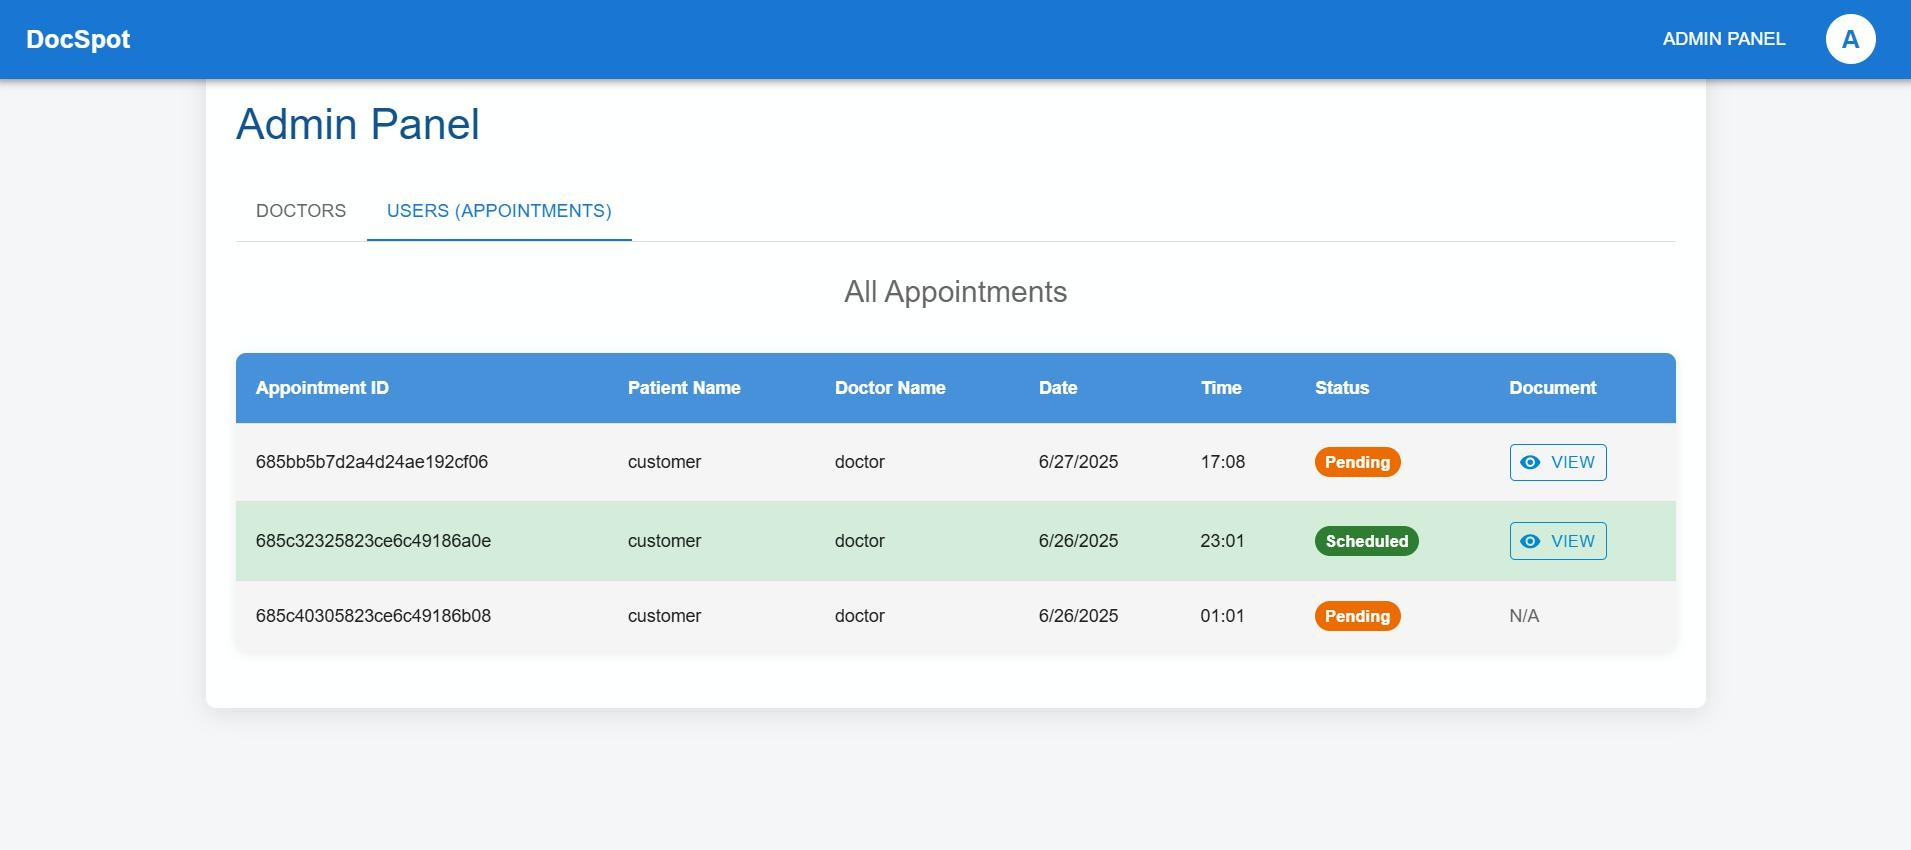 DocSpot ADMIN PANEL A
Admin Panel
DOCTORS USERS (APPOINTMENTS)
All Appointments
Appointment ID Patient Name Doctor Name Date Time Status Document
685bb5b7d2a4d24ae192cf06 customer doctor 6/27/2025 17:08 Pending VIEW
685c32325823ce6c49186a0e customer doctor 6/26/2025 23:01 Scheduled VIEW
685c40305823ce6c49186b08 customer doctor 6/26/2025 01:01 Pending N/A